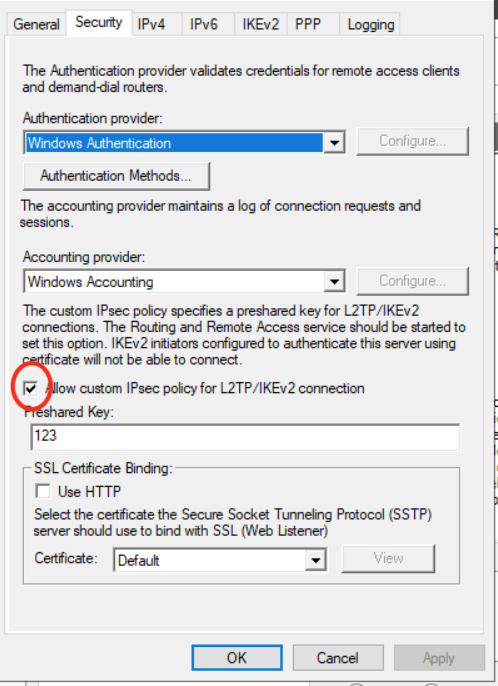 General Security IPv4 IPv6 IKEv2 PPP Logging
The Authentication provider validates credentials for remote access clients
and demand-dial routers.
Authentication provider:
Windows Authentication
Configure...
Authentication Methods...
The accounting provider maintains a log of connection requests and
sessions.
Accounting provider:
Windows Accounting
Configure...
The custom IPsec policy specifies a preshared key for L2TP/IKEv2
connections. The Routing and Remote Access service should be started to
set this option. IKEv2 initiators configured to authenticate this server using
certificate will not be able to connect.
Allow custom IPsec policy for L2TP/IKEv2 connection
Preshared Key:
123
SSL Certificate Binding:
Use HTTP
Select the certificate the Secure Socket Tunneling Protocol (SSTP)
server should use to bind with SSL (Web Listener)
Certificate: Default View
OK Cancel Apply